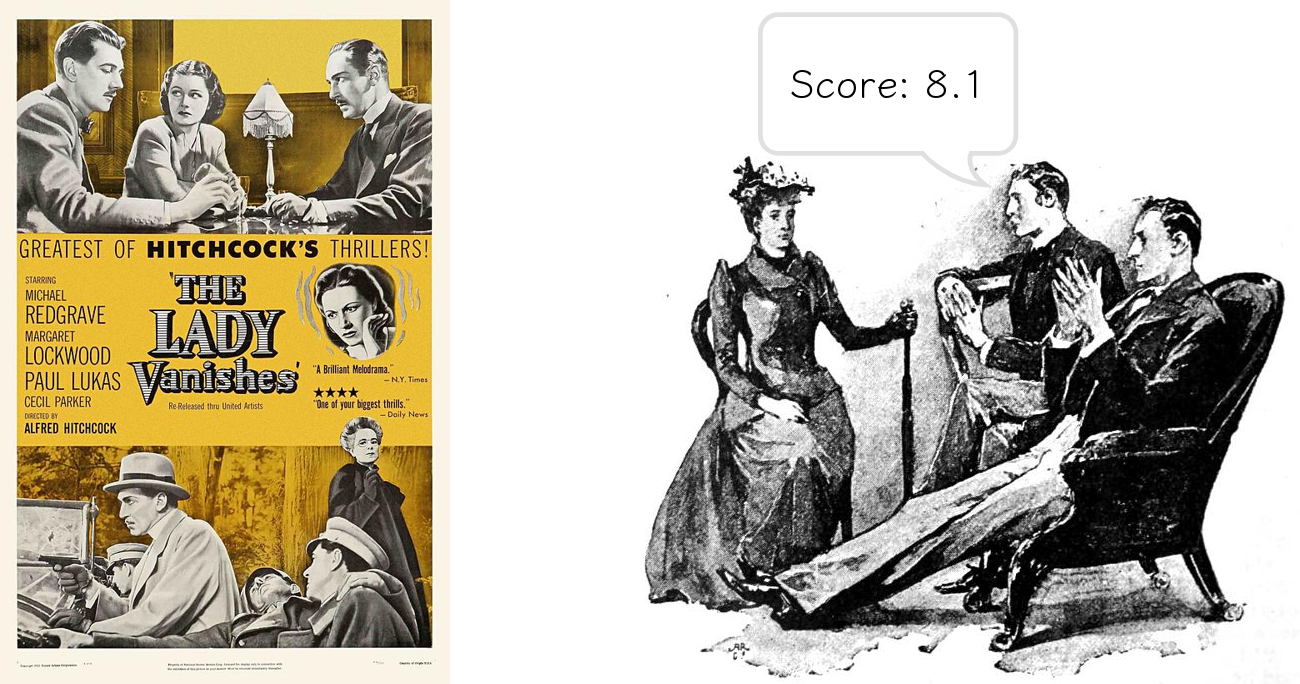 GREATEST OF HITCHCOCK'S THRILLERS!
STARRING
MICHAEL
REDGRAVE
MARGARET
LOCKWOOD
PAUL LUKAS
CECIL PARKER
DIRECTED BY
ALFRED HITCHCOCK
'THE
LADY
Vanishes'
Re-Released thru United Artists
"A Brilliant Melodrama."
— N.Y. Times
★★★★
"One of your biggest thrills."
— Daily News
Score: 8.1